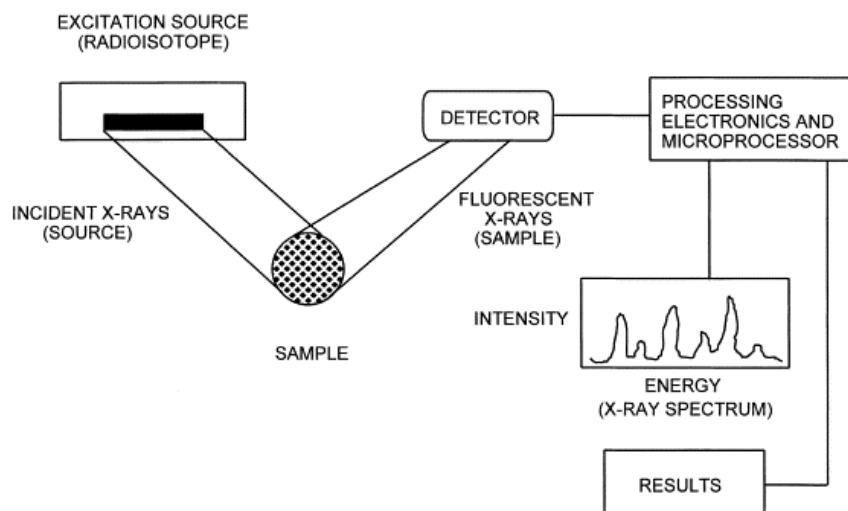 EXCITATION SOURCE
(RADIOISOTOPE)
DETECTOR
PROCESSING
ELECTRONICS AND
MICROPROCESSOR
INCIDENT X-RAYS
(SOURCE)
FLUORESCENT
X-RAYS
(SAMPLE)
SAMPLE
INTENSITY
ENERGY
(X-RAY SPECTRUM)
RESULTS